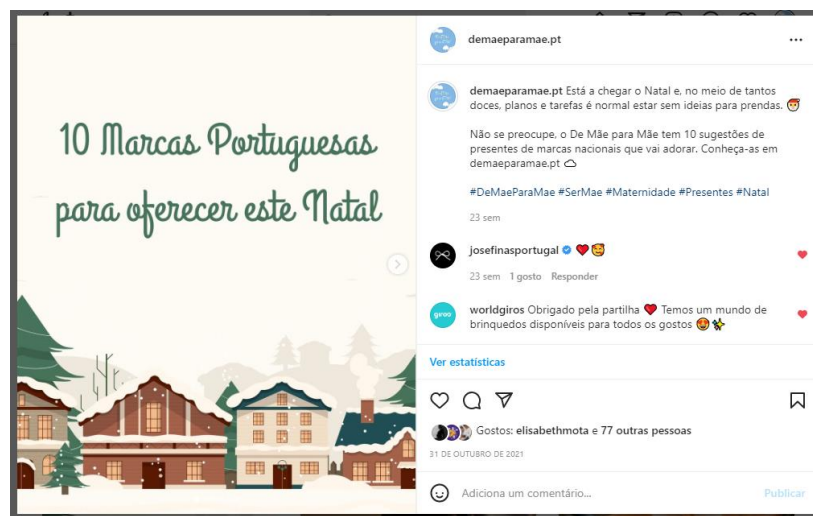 10 Marcas Portuguesas
para oferecer este Natal
demaeparamae.pt
demaeparamae.pt Está a chegar o Natal e, no meio de tantos
doces, planos e tarefas é normal estar sem ideias para prendas. 🎅
Não se preocupe, o De Mãe para Mãe tem 10 sugestões de
presentes de marcas nacionais que vai adorar. Conheça-as em
demaeparamae.pt
#DeMaeParaMae #SerMae #Maternidade #Presentes #Natal
23 sem
josefinasportugal ❤️🥰
23 sem 1 gosto Responder
giros
worldgiros Obrigado pela partilha ❤️ Temos um mundo de
brinquedos disponíveis para todos os gostos 😍✨
Ver estatísticas
Gostos: elisabethmota e 77 outras pessoas
31 DE OUTUBRO DE 2021
Adiciona um comentário...
Publicar